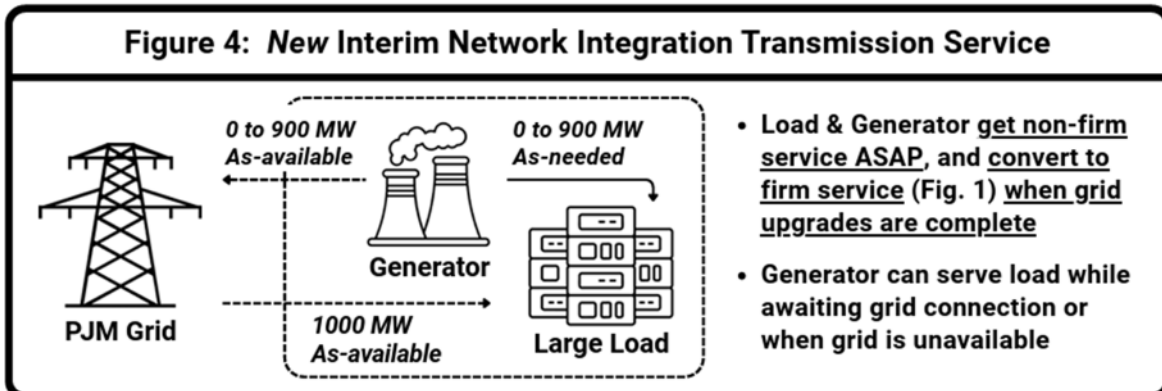 Figure 4: New Interim Network Integration Transmission Service
0 to 900 MW
As-available
0 to 900 MW
As-needed
Generator
PJM Grid
1000 MW
As-available
Large Load
• Load & Generator get non-firm
service ASAP, and convert to
firm service (Fig. 1) when grid
upgrades are complete
• Generator can serve load while
awaiting grid connection or
when grid is unavailable